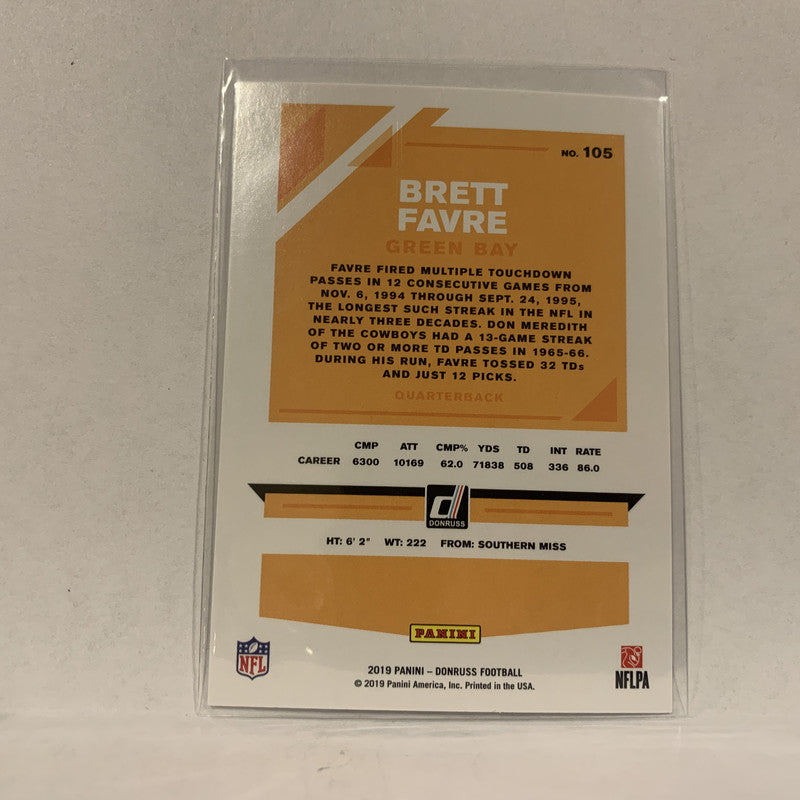 NO. 105
BRETT
FAVRE
GREEN BAY
FAVRE FIRED MULTIPLE TOUCHDOWN
PASSES IN 12 CONSECUTIVE GAMES FROM
NOV. 6, 1994 THROUGH SEPT. 24, 1995,
THE LONGEST SUCH STREAK IN THE NFL IN
NEARLY THREE DECADES. DON MEREDITH
OF THE COWBOYS HAD A 13-GAME STREAK
OF TWO OR MORE TD PASSES IN 1965-66.
DURING HIS RUN, FAVRE TOSSED 32 TDs
AND JUST 12 PICKS.
QUARTERBACK
CMP ATT CMP% YDS TD INT RATE
CAREER 6300 10169 62.0 71838 508 336 86.0
d
DONRUSS
HT: 6' 2" WT: 222 FROM: SOUTHERN MISS
PANINI
NFL
2019 PANINI – DONRUSS FOOTBALL
© 2019 Panini America, Inc. Printed in the USA.
NFLPA